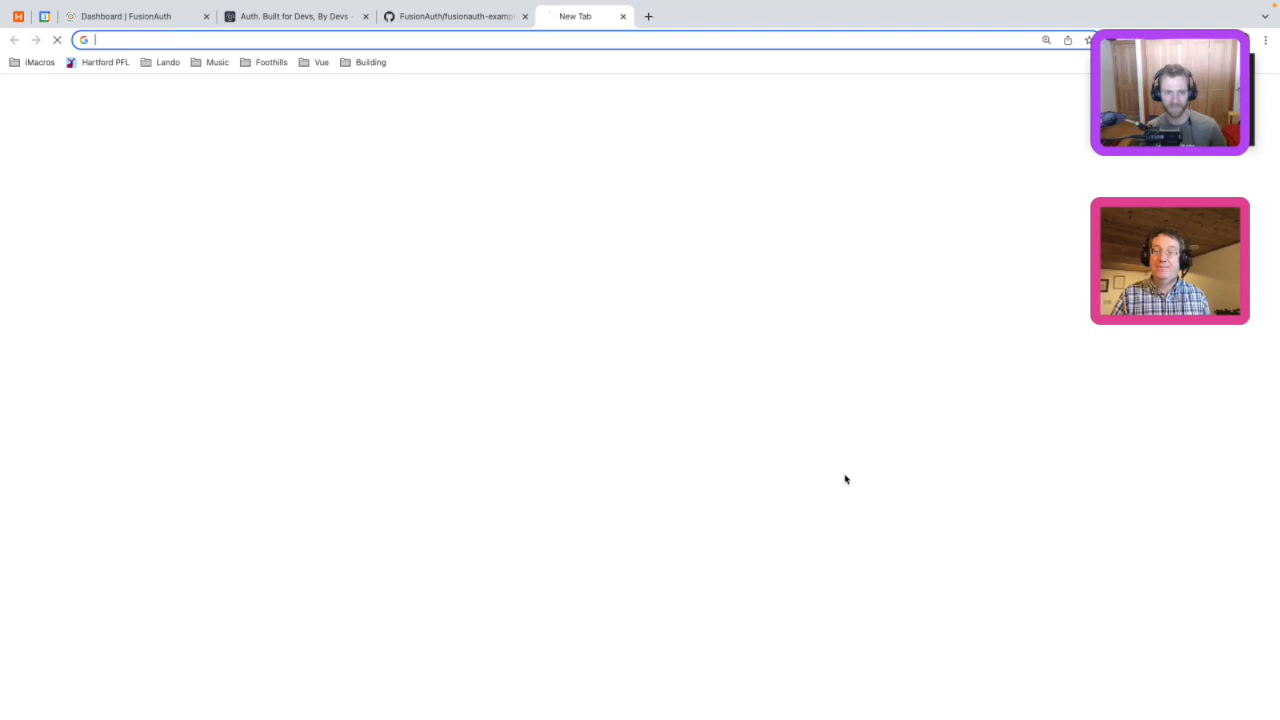 Dashboard | FusionAuth
Auth. Built for Devs, By Devs -
FusionAuth/fusionauth-exampl
New Tab
iMacros
Hartford PFL
Lando
Music
Foothills
Vue
Building